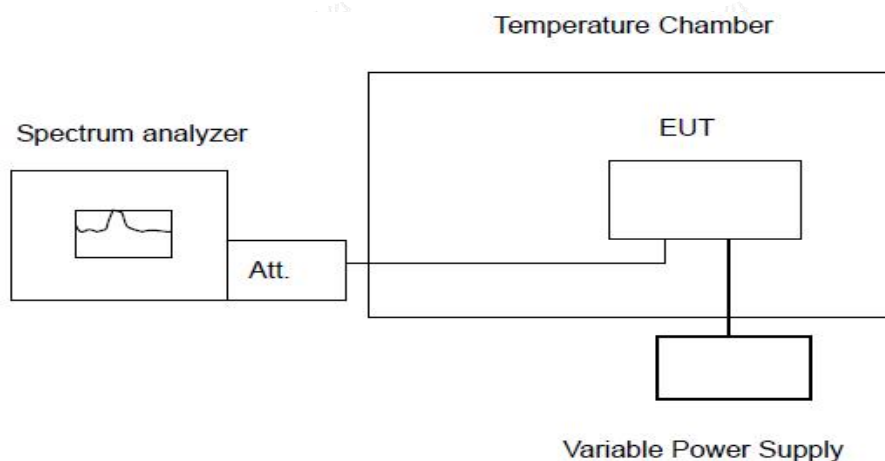 Temperature Chamber
Spectrum analyzer
EUT
Att.
Variable Power Supply